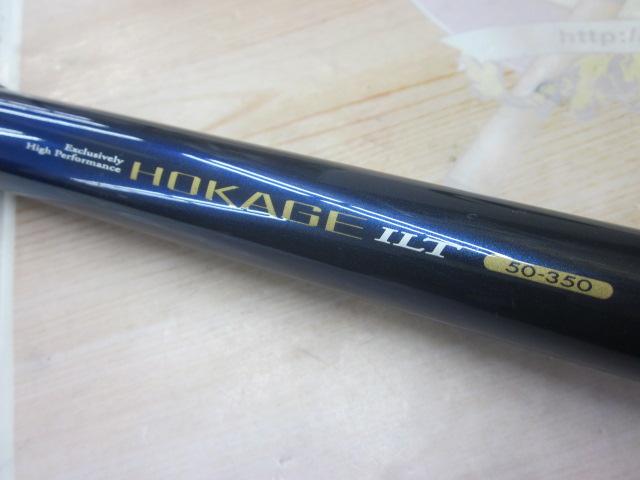 http:/
Exclusively
High Performance
HOKAGE ILT 50-350